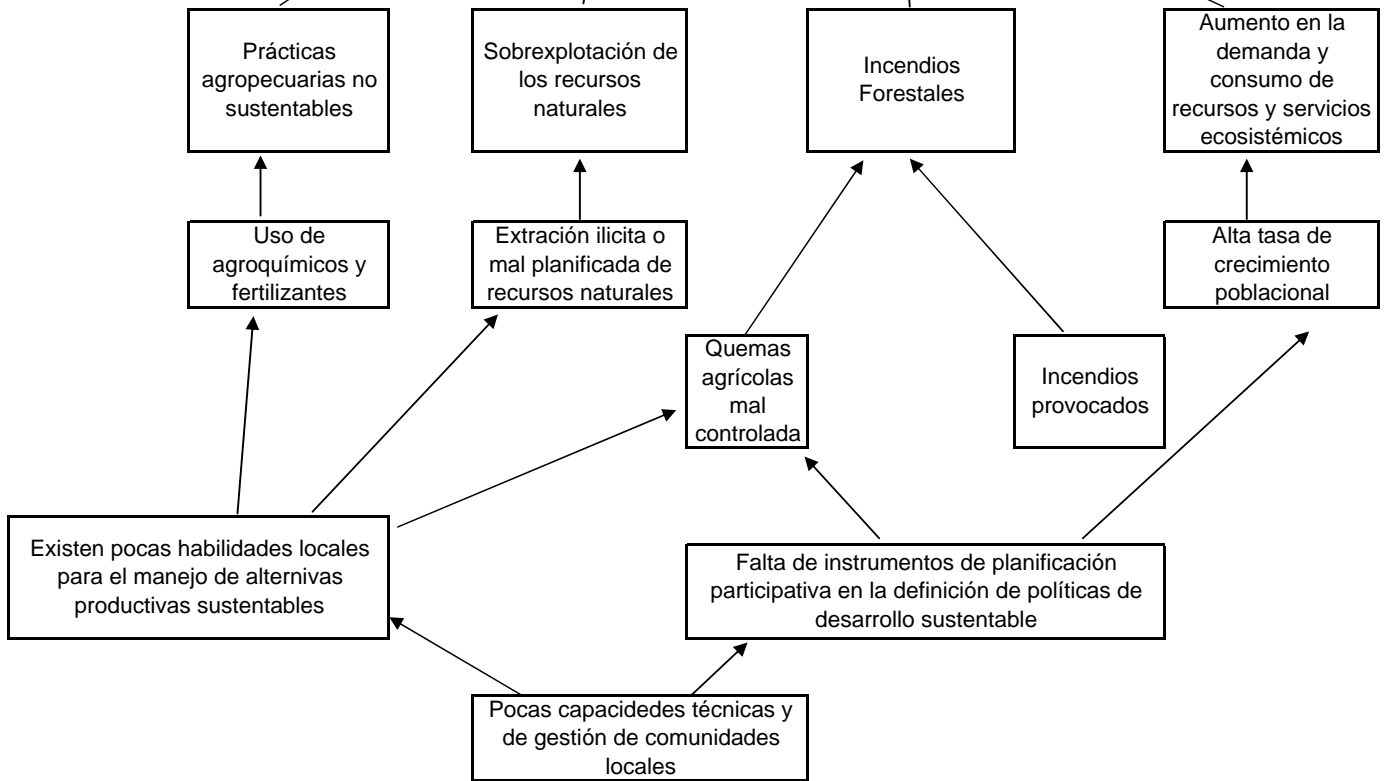 Prácticas
agropecuarias no
sustentables
Sobrexplotación de
los recursos
naturales
Incendios
Forestales
Aumento en la
demanda y
consumo de
recursos y servicios
ecosistémicos
Uso de
agroquímicos y
fertilizantes
Extración ilicita o
mal planificada de
recursos naturales
Alta tasa de
crecimiento
poblacional
Quemas
agrícolas
mal
controlada
Incendios
provocados
Existen pocas habilidades locales
para el manejo de alternivas
productivas sustentables
Falta de instrumentos de planificación
participativa en la definición de políticas de
desarrollo sustentable
Pocas capacidedes técnicas y
de gestión de comunidades
locales